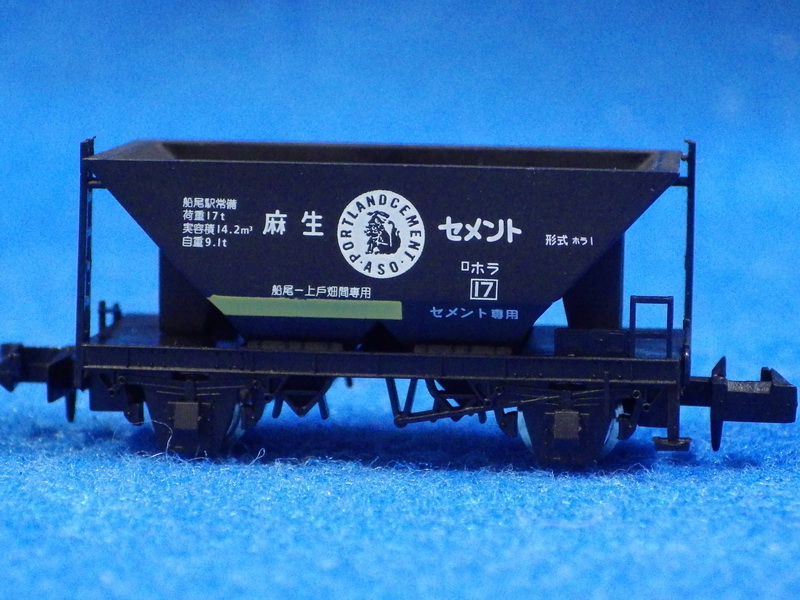 船尾駅常備
荷重17t
実容積14.2m³
自重9.1t
麻生
PORTLANDCEMENT
・ASO・
セメント
形式 ホラ1
ロホラ
17
船尾ー上戸畑間専用
セメント専用